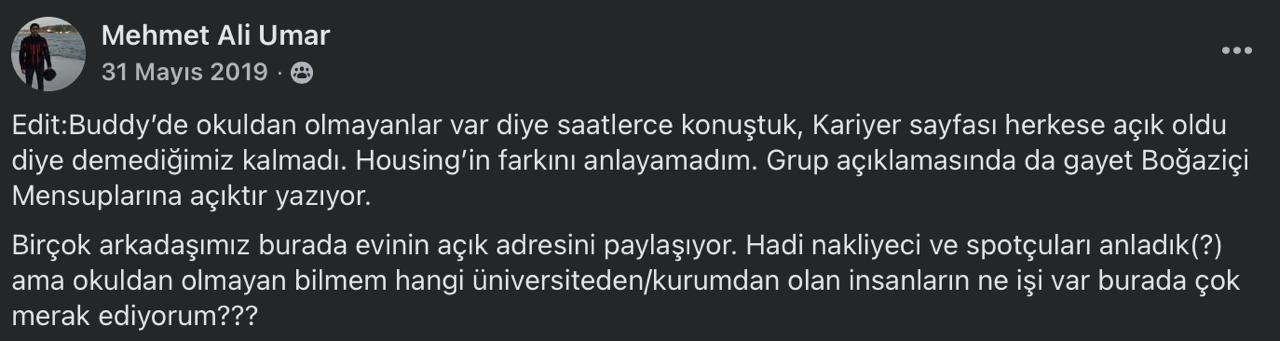 Mehmet Ali Umar
31 Mayıs 2019 ·
Edit:Buddy’de okuldan olmayanlar var diye saatlerce konuştuk, Kariyer sayfası herkese açık oldu
diye demediğimiz kalmadı. Housing’in farkını anlayamadım. Grup açıklamasında da gayet Boğaziçi
Mensuplarına açıktır yazıyor.
Birçok arkadaşımız burada evinin açık adresini paylaşıyor. Hadi nakliyeci ve spotçuları anladık(?)
ama okuldan olmayan bilmem hangi üniversiteden/kurumdan olan insanların ne işi var burada çok
merak ediyorum???